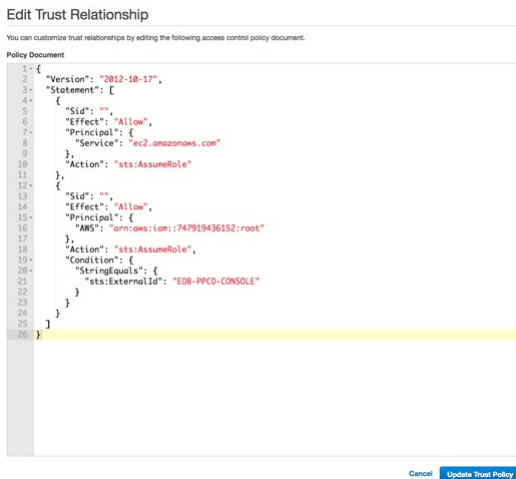 Edit Trust Relationship
You can customize trust relationships by editing the following access control policy document.
Policy Document
1 {
2 "Version": "2012-10-17",
3 "Statement": [
4 {
5 "Sid": "",
6 "Effect": "Allow",
7 "Principal": {
8 "Service": "ec2.amazonaws.com"
9 },
10 "Action": "sts:AssumeRole"
11 },
12 {
13 "Sid": "",
14 "Effect": "Allow",
15 "Principal": {
16 "AWS": "arn:aws:iam::747919436152:root"
17 },
18 "Action": "sts:AssumeRole",
19 "Condition": {
20 "StringEquals": {
21 "sts:ExternalId": "EDB-PPCD-CONSOLE"
22 }
23 }
24 }
25 ]
26 }
Cancel Update Trust Policy